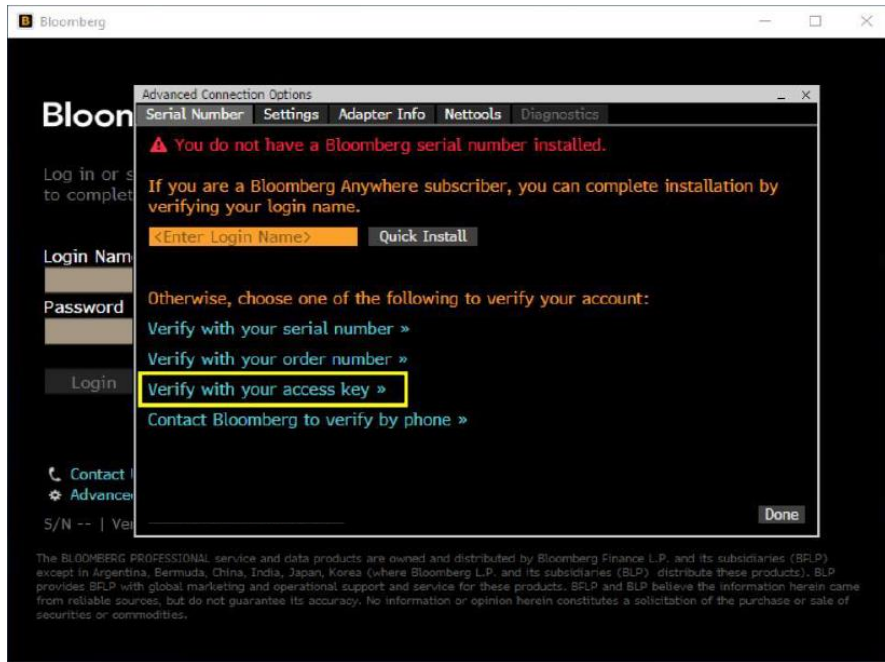 Bloomberg
Advanced Connection Options
Serial Number Settings Adapter Info Nettools Diagnostics
You do not have a Bloomberg serial number installed.
Log in or
to
If you are a Bloomberg Anywhere subscriber, you can complete installation by
verifying your login name.
<Enter Login Name> Quick Install
Login
Password
Otherwise, choose one of the following to verify your account:
Verify with your serial number »
Verify with your order number »
Login
Verify with your access key »
Contact Bloomberg to verify by phone »
Contact
S/N -- |
Done
The BLOOMBERG PROFESSIONAL service and data products are owned and distributed by Bloomberg Finance L.P. and its subsidiaries (BFLP)
except in Argentina, Bermuda, China, India, Japan, Korea (where Bloomberg L.P. and its subsidiaries (BLP) distribute these products). BLP
provides BFLP with global marketing and operational support and service for these products. BFLP and BLP believe the information herein came
from reliable sources, but do not guarantee its accuracy. No information or opinion herein constitutes a solicitation of the purchase or sale of
securities or commodities.